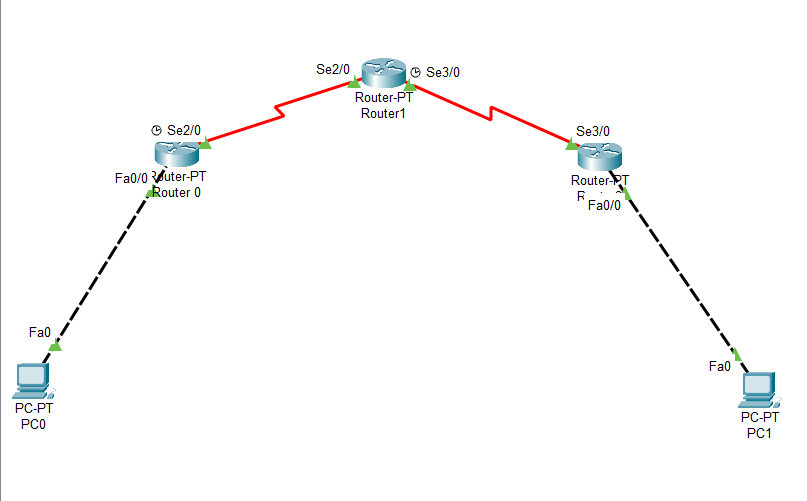 Se2/0
Se3/0
Router-PT
Router1
Se2/0
Se3/0
Fa0/0
Router-PT
Router 0
Router-PT
Fa0/0
Fa0
PC-PT
PC0
Fa0
PC-PT
PC1